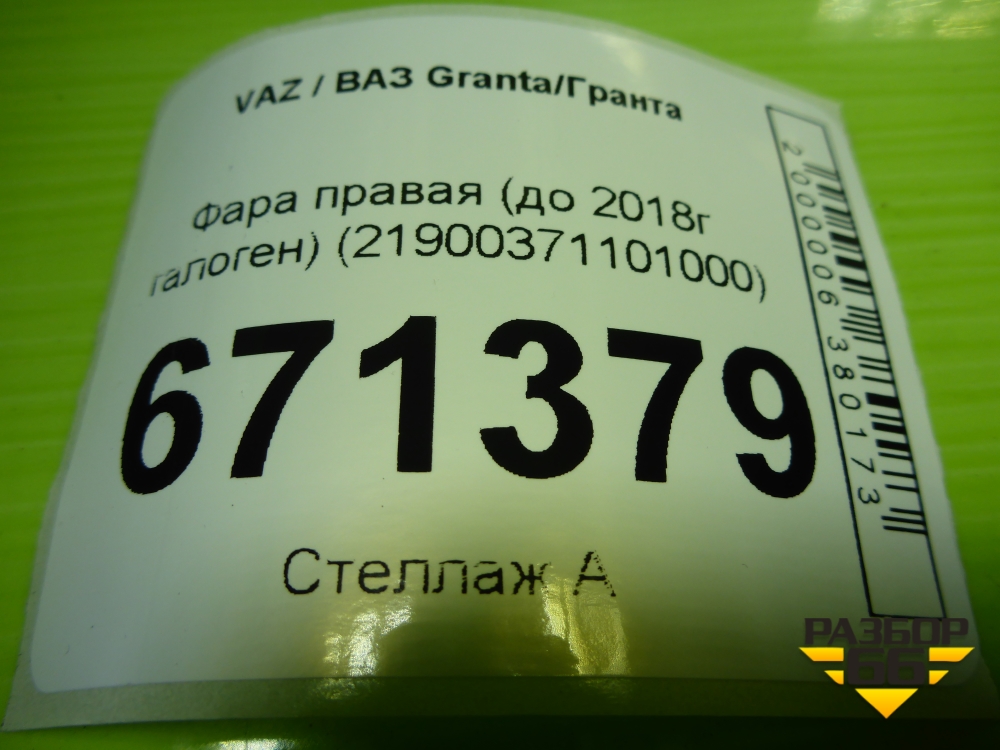 VAZ / ВАЗ Granta/Гранта
Фара правая (до 2018г
галоген) (21900371101000)
671379
Стеллаж А
2000006380173
РАЗБОР
66